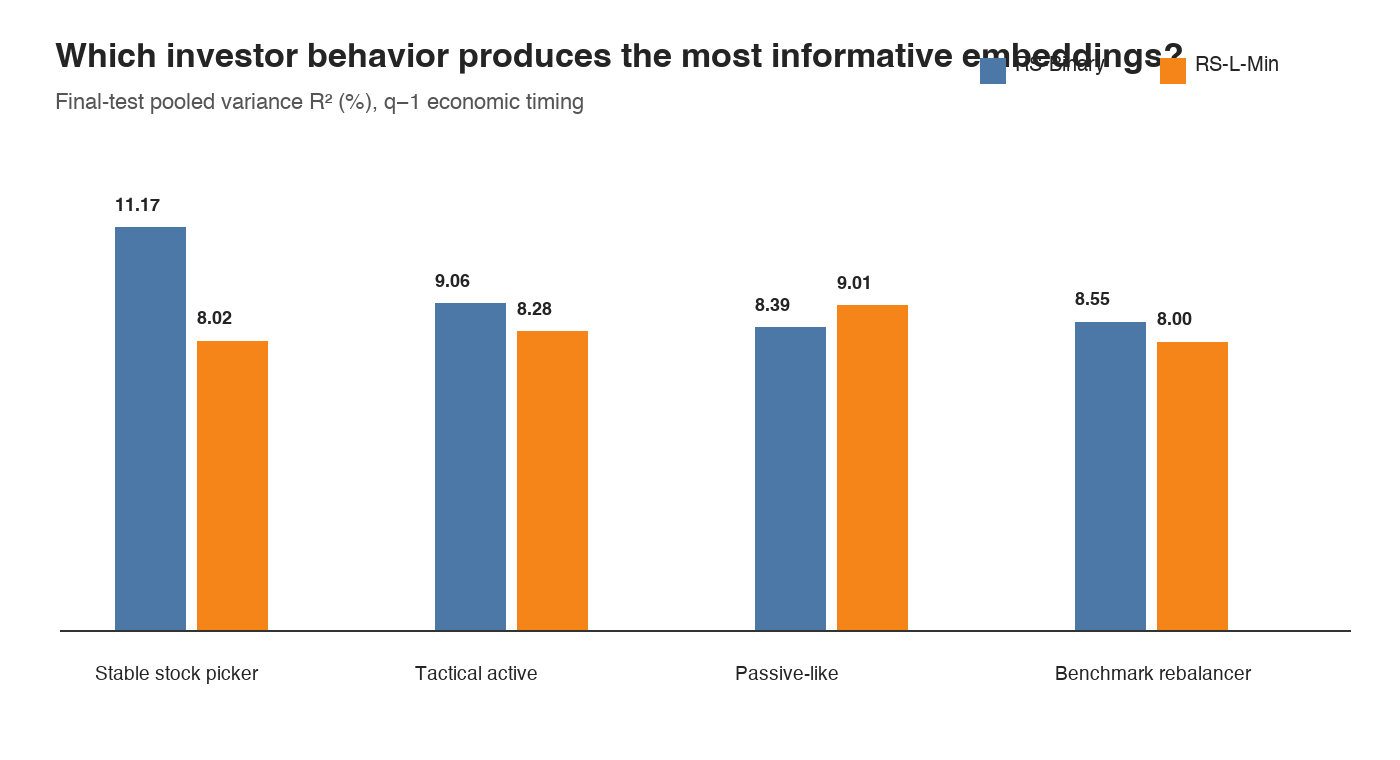 Which investor behavior produces the most informative embeddings?
RS-Binary
RS-L-Min
Final-test pooled variance R² (%), q−1 economic timing
11.17
8.02
9.06
8.28
8.39
9.01
8.55
8.00
Stable stock picker
Tactical active
Passive-like
Benchmark rebalancer